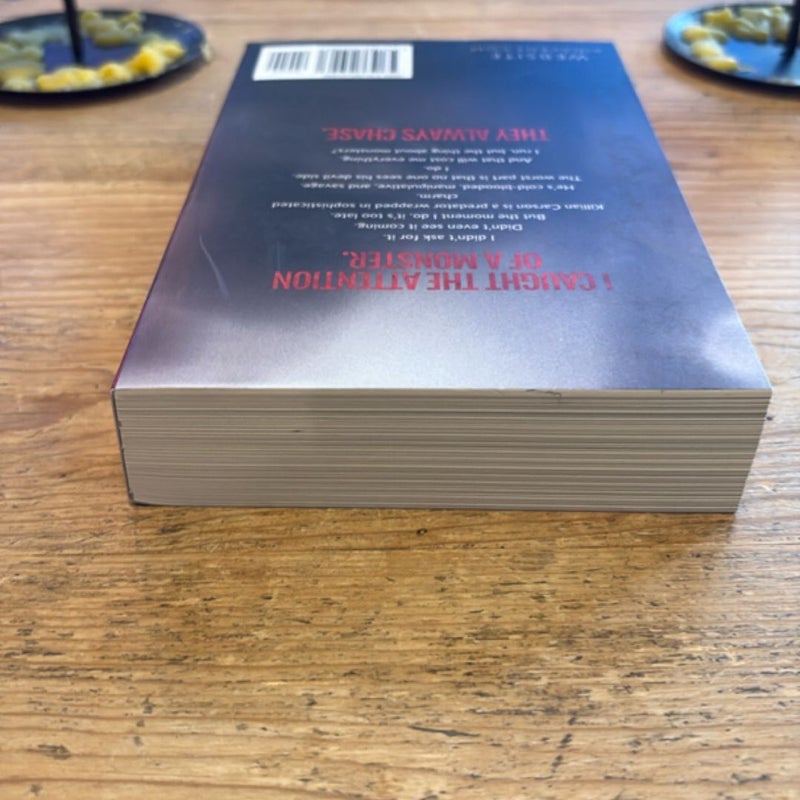 I CAUGHT THE ATTENTION
OF A MONSTER.
I didn't ask for it.
Didn't even see it coming.
But the moment I do, it's too late.
Killian Carson is a predator wrapped in sophisticated
charm.
He's cold-blooded, manipulative, and savage.
The worst part is that no one sees his devil side.
I do.
And that will cost me everything.
I run, but the thing about monsters?
THEY ALWAYS CHASE.
WEBSITE